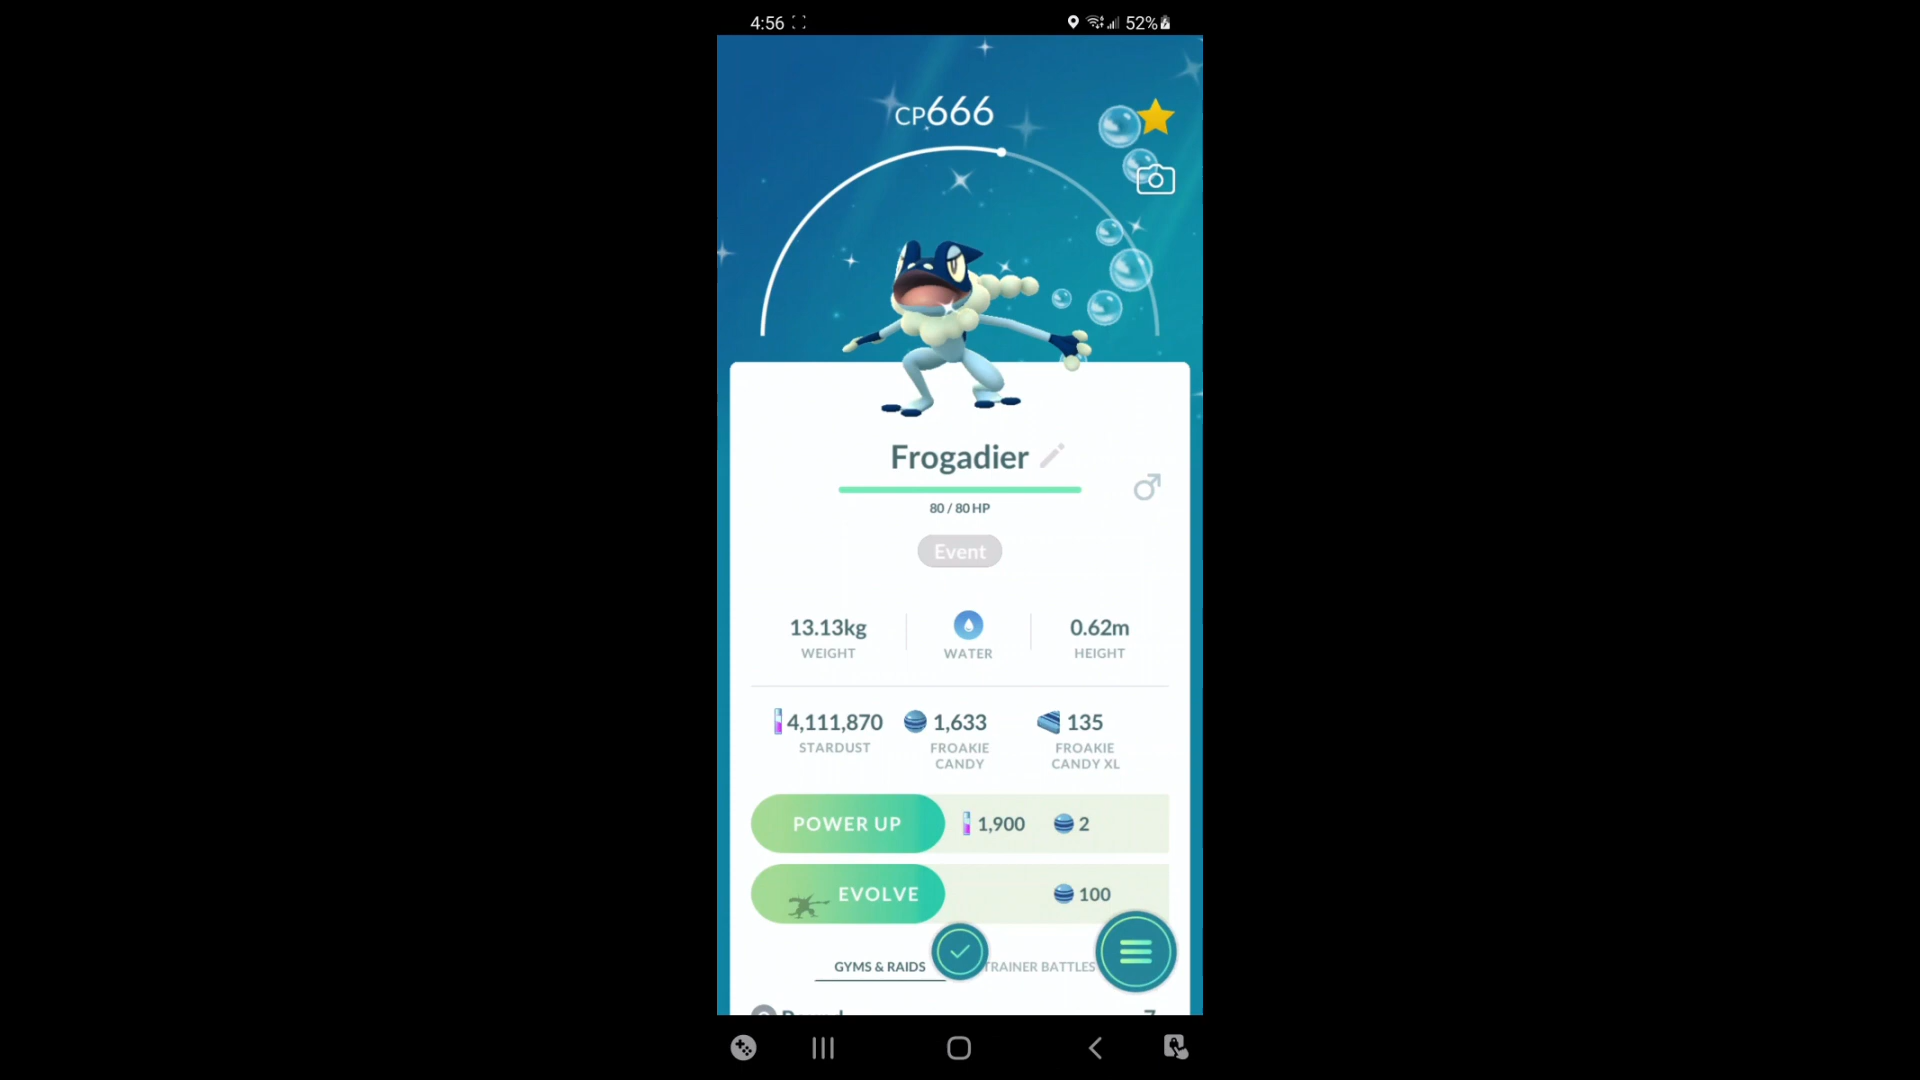 4:56 52%
CP666
Frogadier
80 / 80 HP
Event
13.13kg
WEIGHT
WATER
0.62m
HEIGHT
4,111,870
STARDUST
1,633
FROAKIE
CANDY
135
FROAKIE
CANDY XL
POWER UP 1,900 2
EVOLVE 100
GYMS & RAIDS TRAINER BATTLES